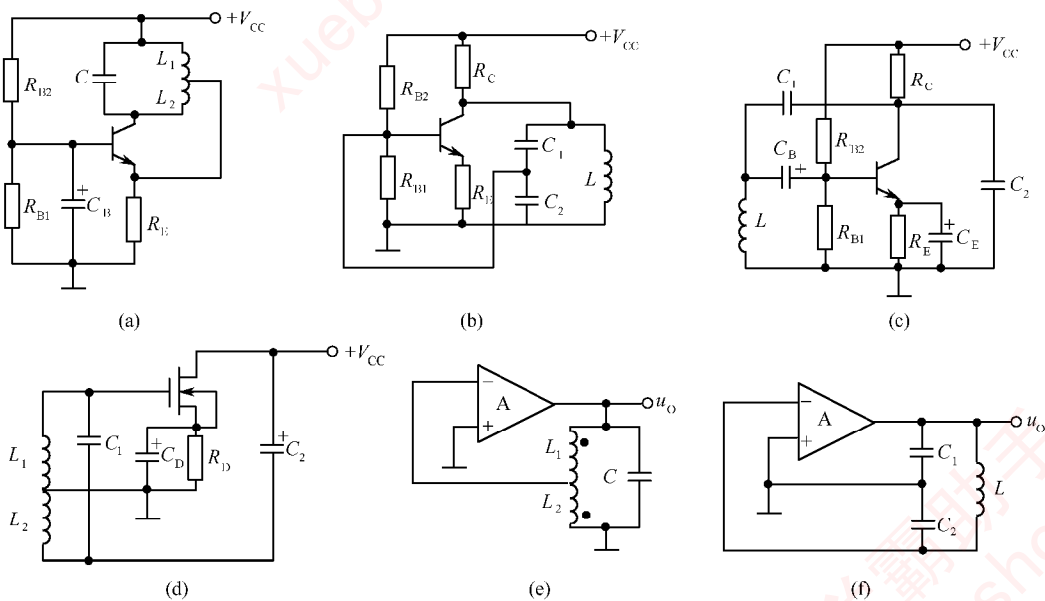 +V_CC
C
L_1
L_2
R_B2
R_B1
C_B
R_E
(a)
+V_CC
R_C
R_B2
C_1
R_B1
R_E
C_2
L
(b)
+V_CC
R_C
C_1
R_B2
C_B
C_2
L
R_B1
R_E
C_E
(c)
+V_CC
C_1
C_D
R_D
C_2
L_1
L_2
(d)
A
u_O
L_1
C
L_2
(e)
A
u_O
C_1
L
C_2
(f)